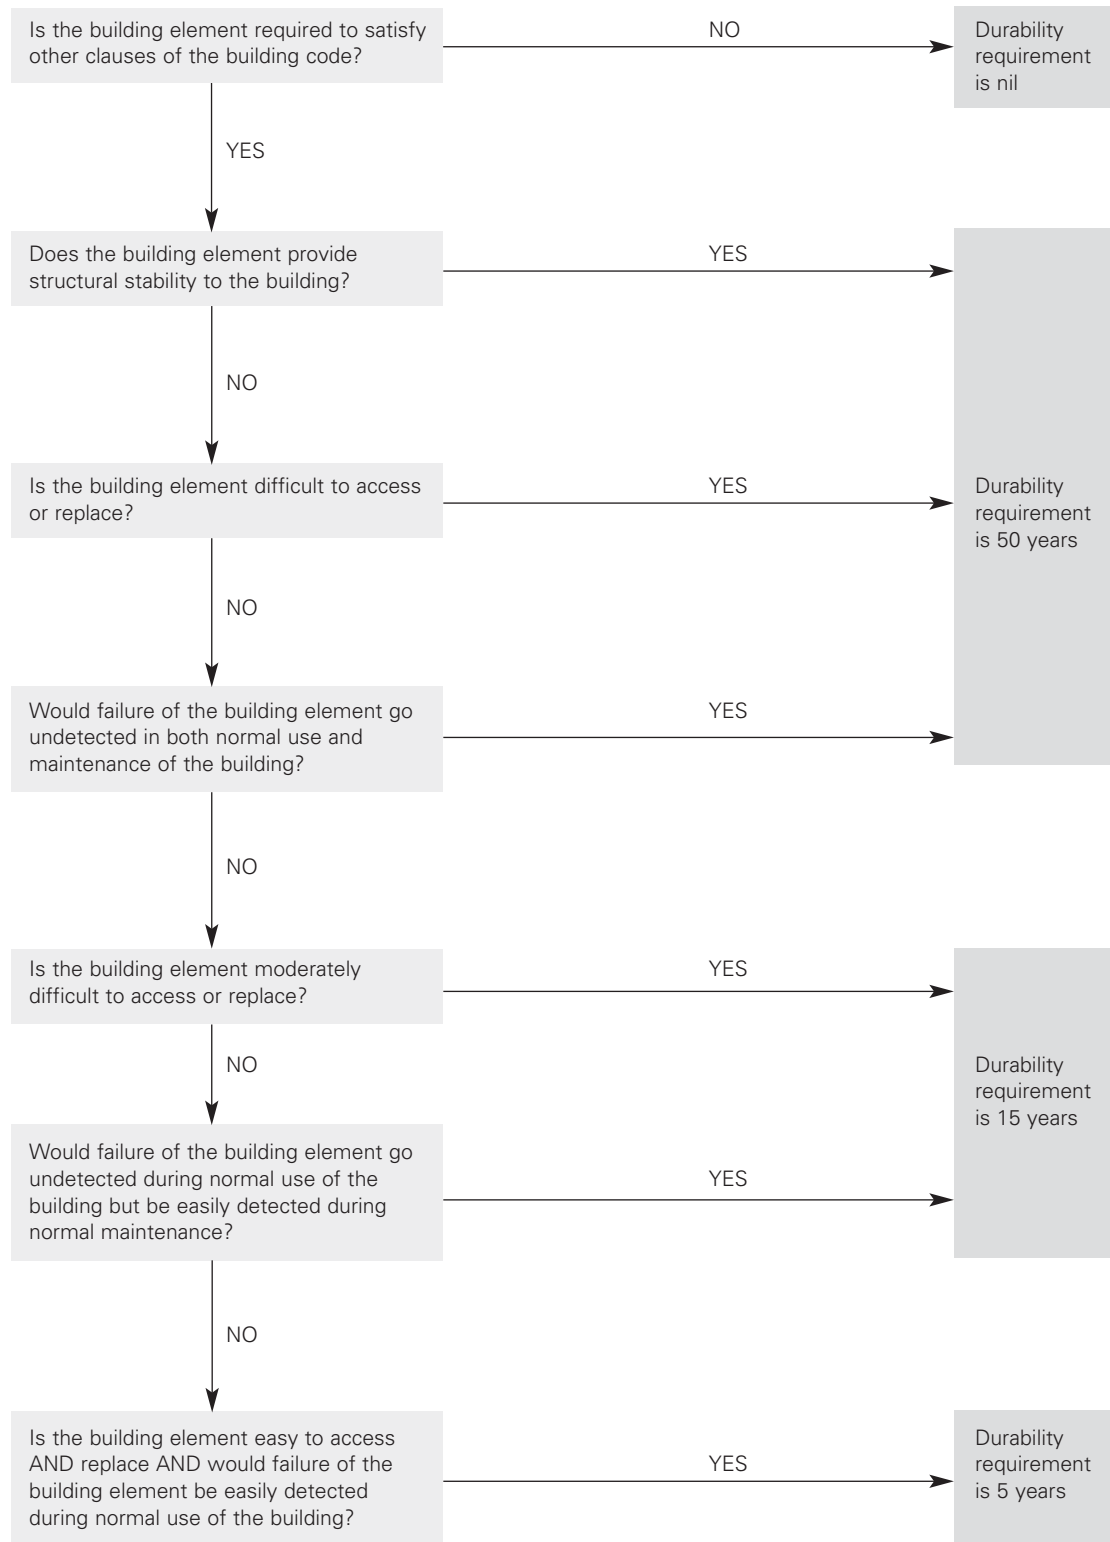 Is the building element required to satisfy
other clauses of the building code?
NO
Durability
requirement
is nil
YES
Does the building element provide
structural stability to the building?
YES
NO
Is the building element difficult to access
or replace?
YES
Durability
requirement
is 50 years
NO
Would failure of the building element go
undetected in both normal use and
maintenance of the building?
YES
NO
Is the building element moderately
difficult to access or replace?
YES
NO
Durability
requirement
is 15 years
Would failure of the building element go
undetected during normal use of the
building but be easily detected during
normal maintenance?
YES
NO
Is the building element easy to access
AND replace AND would failure of the
building element be easily detected
during normal use of the building?
YES
Durability
requirement
is 5 years